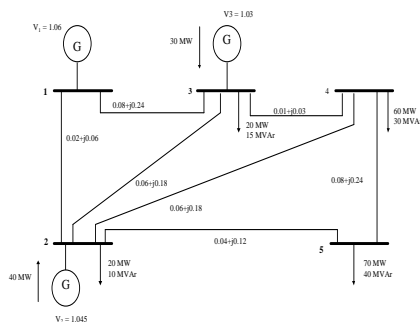 V₁ = 1.06
G
V3 = 1.03
G
30 MW
1
3
4
0.08+j0.24
0.01+j0.03
20 MW
15 MVAr
60 MW
30 MVAr
0.02+j0.06
0.06+j0.18
0.06+j0.18
0.08+j0.24
0.04+j0.12
2
5
40 MW
G
20 MW
10 MVAr
70 MW
40 MVAr
V₂ = 1.045